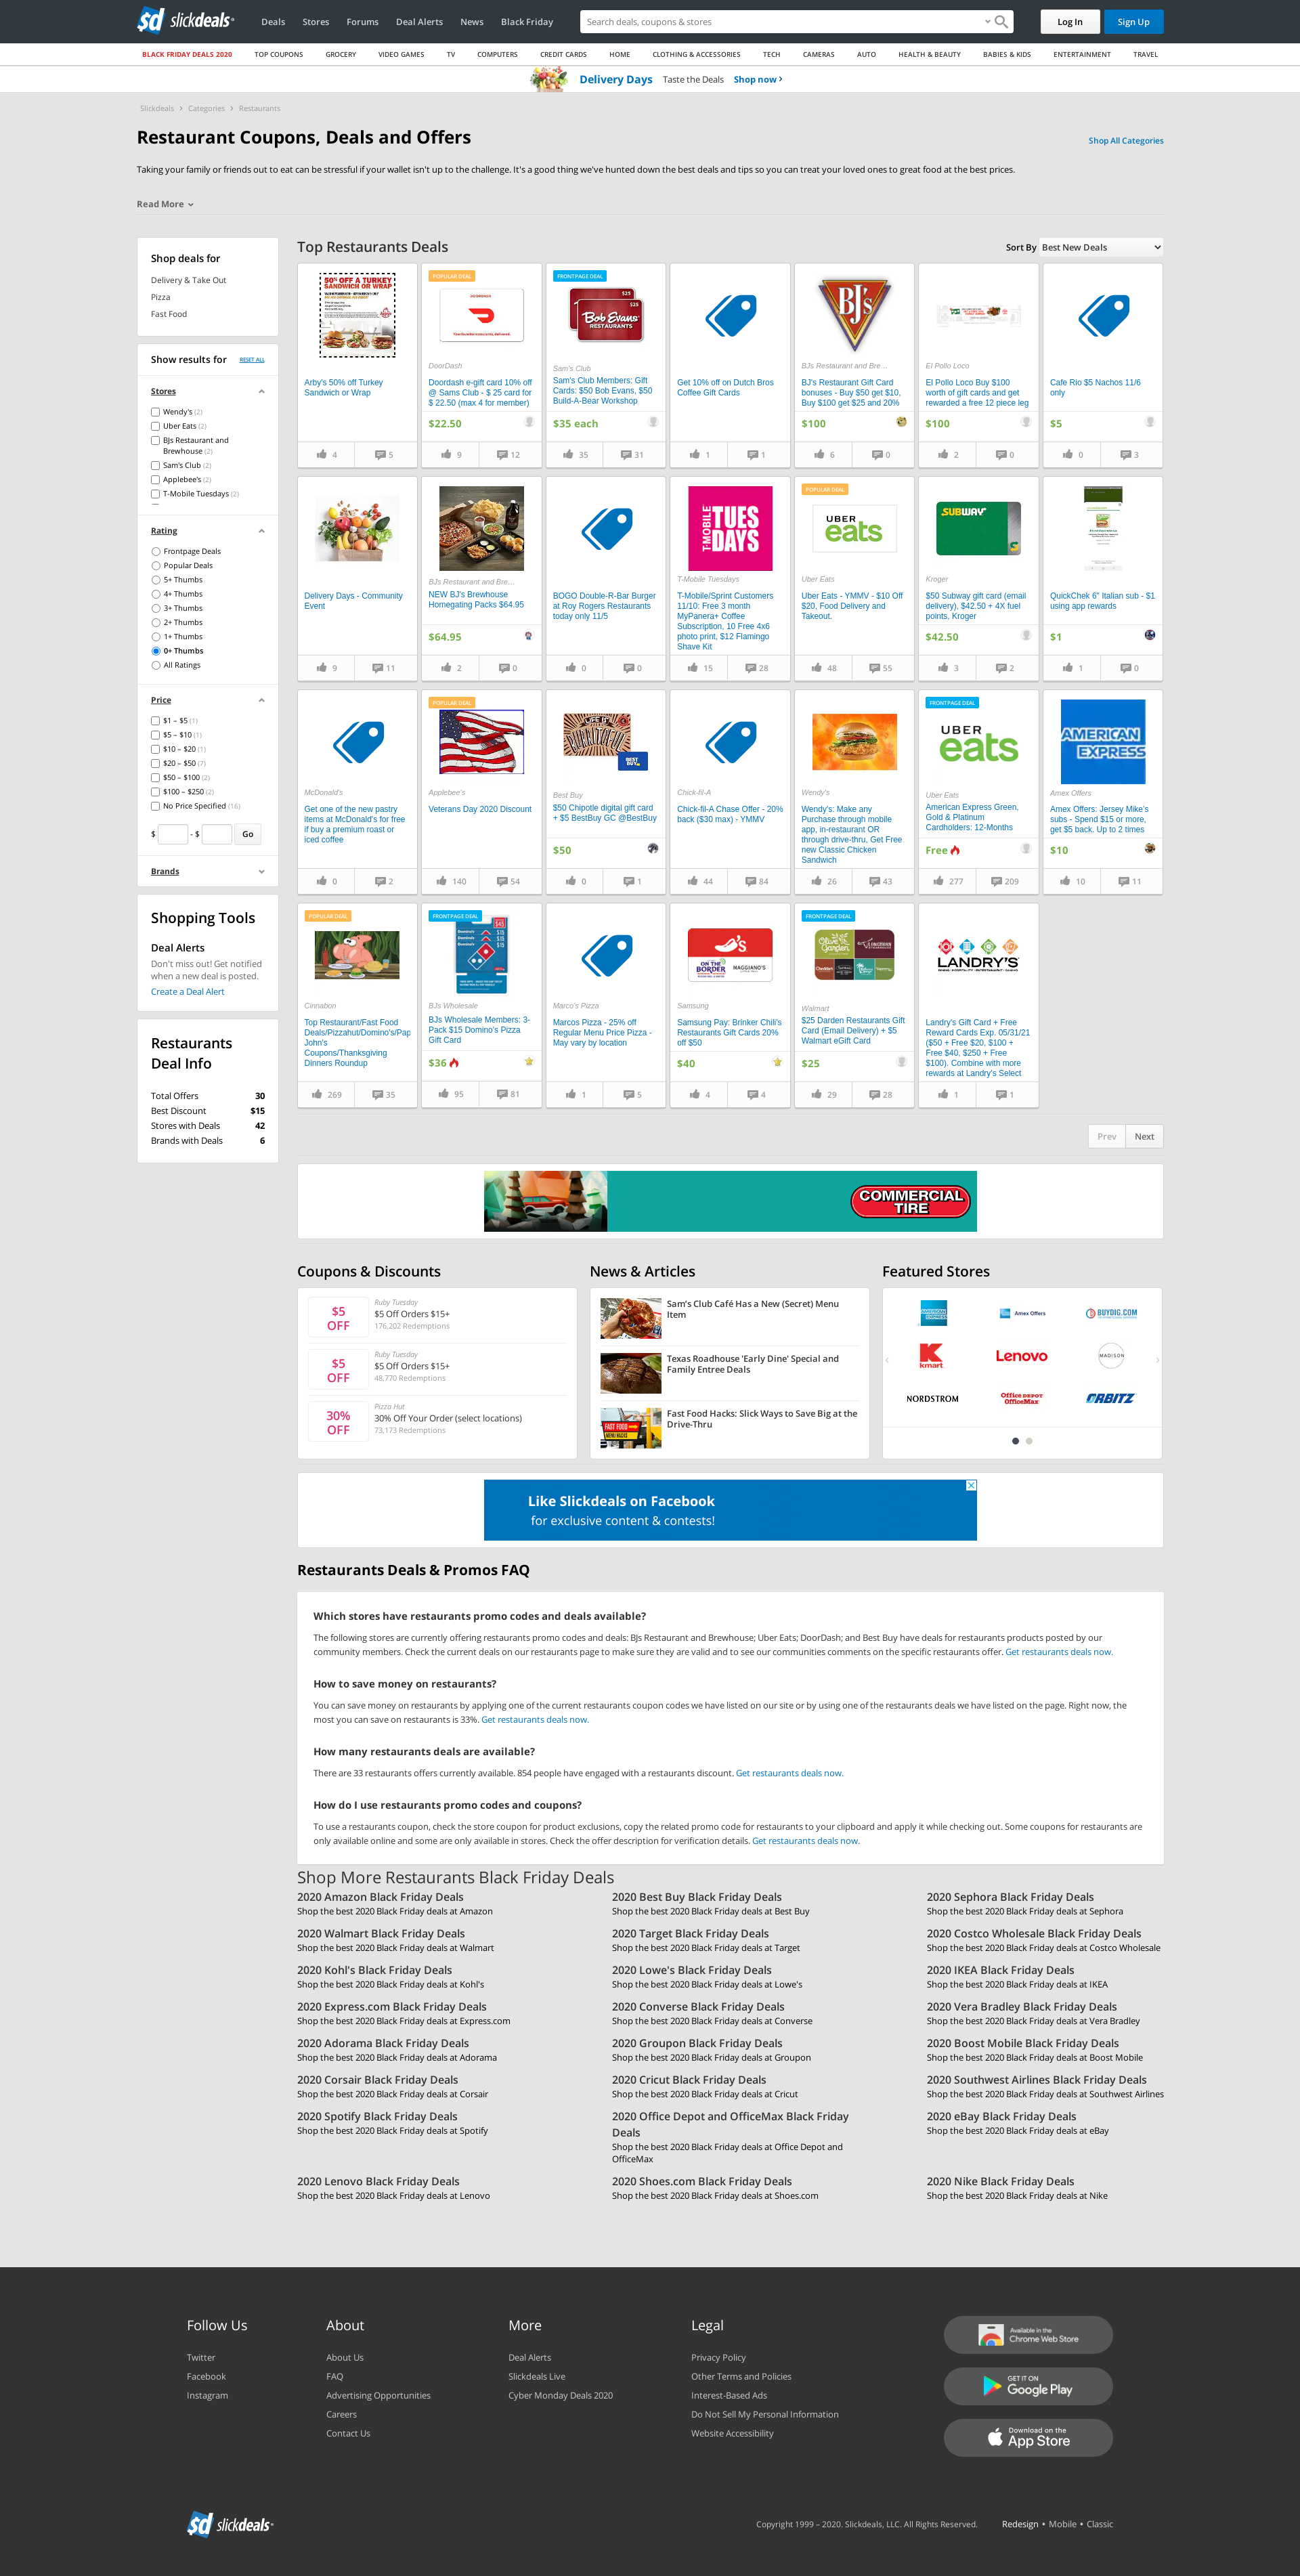 sd slickdeals
Deals Stores Forums Deal Alerts News Black Friday
Search deals, coupons & stores
Log In Sign Up
BLACK FRIDAY DEALS 2020 TOP COUPONS GROCERY VIDEO GAMES TV COMPUTERS CREDIT CARDS HOME CLOTHING & ACCESSORIES TECH CAMERAS AUTO HEALTH & BEAUTY BABIES & KIDS ENTERTAINMENT TRAVEL
Delivery Days Taste the Deals Shop now
Slickdeals Categories Restaurants
Restaurant Coupons, Deals and Offers
Shop All Categories
Taking your family or friends out to eat can be stressful if your wallet isn't up to the challenge. It's a good thing we've hunted down the best deals and tips so you can treat your loved ones to great food at the best prices.
Read More
Shop deals for
Delivery & Take Out
Pizza
Fast Food
Show results for RESET ALL
Stores
Wendy's (2)
Uber Eats (2)
BJs Restaurant and
Brewhouse (2)
Sam's Club (2)
Applebee's (2)
T-Mobile Tuesdays (2)
Rating
Frontpage Deals
Popular Deals
5+ Thumbs
4+ Thumbs
3+ Thumbs
2+ Thumbs
1+ Thumbs
0+ Thumbs
All Ratings
Price
$1 – $5 (1)
$5 – $10 (1)
$10 – $20 (1)
$20 – $50 (7)
$50 – $100 (2)
$100 – $250 (2)
No Price Specified (16)
$ - $ Go
Brands
Shopping Tools
Deal Alerts
Don't miss out! Get notified
when a new deal is posted.
Create a Deal Alert
Restaurants
Deal Info
Total Offers 30
Best Discount $15
Stores with Deals 42
Brands with Deals 6
Top Restaurants Deals
Sort By Best New Deals
50% OFF A TURKEY
SANDWICH OR WRAP
Arby's 50% off Turkey
Sandwich or Wrap
4 5
POPULAR DEAL
DoorDash
Doordash e-gift card 10% off
@ Sams Club - $ 25 card for
$ 22.50 (max 4 for member)
$22.50
9 12
FRONTPAGE DEAL
$25
$25
Bob Evans
RESTAURANTS
Sam's Club
Sam's Club Members: Gift
Cards: $50 Bob Evans, $50
Build-A-Bear Workshop
$35 each
35 31
Get 10% off on Dutch Bros
Coffee Gift Cards
1 1
BJ's
BJs Restaurant and Bre…
BJ's Restaurant Gift Card
bonuses - Buy $50 get $10,
Buy $100 get $25 and 20%
$100
6 0
El Pollo Loco
El Pollo Loco Buy $100
worth of gift cards and get
rewarded a free 12 piece leg
$100
2 0
Cafe Rio $5 Nachos 11/6
only
$5
0 3
Delivery Days - Community
Event
9 11
BJs Restaurant and Bre…
NEW BJ's Brewhouse
Homegating Packs $64.95
$64.95
2 0
BOGO Double-R-Bar Burger
at Roy Rogers Restaurants
today only 11/5
0 0
T-MOBILE
TUES
DAYS
T-Mobile Tuesdays
T-Mobile/Sprint Customers
11/10: Free 3 month
MyPanera+ Coffee
Subscription, 10 Free 4x6
photo print, $12 Flamingo
Shave Kit
15 28
POPULAR DEAL
UBER
eats
Uber Eats
Uber Eats - YMMV - $10 Off
$20, Food Delivery and
Takeout.
48 55
SUBWAY
Kroger
$50 Subway gift card (email
delivery), $42.50 + 4X fuel
points, Kroger
$42.50
3 2
QuickChek 6" Italian sub - $1
using app rewards
$1
1 0
McDonald's
Get one of the new pastry
items at McDonald's for free
if buy a premium roast or
iced coffee
0 2
POPULAR DEAL
Applebee's
Veterans Day 2020 Discount
140 54
BEST
BUY
Best Buy
$50 Chipotle digital gift card
+ $5 BestBuy GC @BestBuy
$50
0 1
Chick-fil-A
Chick-fil-A Chase Offer - 20%
back ($30 max) - YMMV
44 84
Wendy's
Wendy's: Make any
Purchase through mobile
app, in-restaurant OR
through drive-thru, Get Free
new Classic Chicken
Sandwich
26 43
FRONTPAGE DEAL
UBER
eats
Uber Eats
American Express Green,
Gold & Platinum
Cardholders: 12-Months
Free
277 209
AMERICAN
EXPRESS
Amex Offers
Amex Offers: Jersey Mike's
subs - Spend $15 or more,
get $5 back. Up to 2 times
$10
10 11
POPULAR DEAL
Cinnabon
Top Restaurant/Fast Food
Deals/Pizzahut/Domino's/Pap
John's
Coupons/Thanksgiving
Dinners Roundup
269 35
FRONTPAGE DEAL
BJs Wholesale
BJs Wholesale Members: 3-
Pack $15 Domino's Pizza
Gift Card
$36
95 81
Marco's Pizza
Marcos Pizza - 25% off
Regular Menu Price Pizza -
May vary by location
1 5
ON THE
BORDER
MAGGIANO'S
Samsung
Samsung Pay: Brinker Chili's
Restaurants Gift Cards 20%
off $50
$40
4 4
FRONTPAGE DEAL
Olive
Garden
Walmart
$25 Darden Restaurants Gift
Card (Email Delivery) + $5
Walmart eGift Card
$25
29 28
LANDRY'S
Landry's Gift Card + Free
Reward Cards Exp. 05/31/21
($50 + Free $20, $100 +
Free $40, $250 + Free
$100). Combine with more
rewards at Landry's Select
1 1
Prev Next
COMMERCIAL
TIRE
Coupons & Discounts
$5
OFF
Ruby Tuesday
$5 Off Orders $15+
176,202 Redemptions
$5
OFF
Ruby Tuesday
$5 Off Orders $15+
48,770 Redemptions
30%
OFF
Pizza Hut
30% Off Your Order (select locations)
73,173 Redemptions
News & Articles
Sam's Club Café Has a New (Secret) Menu
Item
Texas Roadhouse 'Early Dine' Special and
Family Entree Deals
FAST FOOD
MENU HACKS
Fast Food Hacks: Slick Ways to Save Big at the
Drive-Thru
Featured Stores
Amex Offers BUYDIG.COM
kmart Lenovo MADISON
NORDSTROM Office DEPOT OfficeMax ORBITZ
Like Slickdeals on Facebook
for exclusive content & contests!
Restaurants Deals & Promos FAQ
Which stores have restaurants promo codes and deals available?
The following stores are currently offering restaurants promo codes and deals: BJs Restaurant and Brewhouse; Uber Eats; DoorDash; and Best Buy have deals for restaurants products posted by our
community members. Check the current deals on our restaurants page to make sure they are valid and to see our communities comments on the specific restaurants offer. Get restaurants deals now.
How to save money on restaurants?
You can save money on restaurants by applying one of the current restaurants coupon codes we have listed on our site or by using one of the restaurants deals we have listed on the page. Right now, the
most you can save on restaurants is 33%. Get restaurants deals now.
How many restaurants deals are available?
There are 33 restaurants offers currently available. 854 people have engaged with a restaurants discount. Get restaurants deals now.
How do I use restaurants promo codes and coupons?
To use a restaurants coupon, check the store coupon for product exclusions, copy the related promo code for restaurants to your clipboard and apply it while checking out. Some coupons for restaurants are
only available online and some are only available in stores. Check the offer description for verification details. Get restaurants deals now.
Shop More Restaurants Black Friday Deals
2020 Amazon Black Friday Deals
Shop the best 2020 Black Friday deals at Amazon
2020 Best Buy Black Friday Deals
Shop the best 2020 Black Friday deals at Best Buy
2020 Sephora Black Friday Deals
Shop the best 2020 Black Friday deals at Sephora
2020 Walmart Black Friday Deals
Shop the best 2020 Black Friday deals at Walmart
2020 Target Black Friday Deals
Shop the best 2020 Black Friday deals at Target
2020 Costco Wholesale Black Friday Deals
Shop the best 2020 Black Friday deals at Costco Wholesale
2020 Kohl's Black Friday Deals
Shop the best 2020 Black Friday deals at Kohl's
2020 Lowe's Black Friday Deals
Shop the best 2020 Black Friday deals at Lowe's
2020 IKEA Black Friday Deals
Shop the best 2020 Black Friday deals at IKEA
2020 Express.com Black Friday Deals
Shop the best 2020 Black Friday deals at Express.com
2020 Converse Black Friday Deals
Shop the best 2020 Black Friday deals at Converse
2020 Vera Bradley Black Friday Deals
Shop the best 2020 Black Friday deals at Vera Bradley
2020 Adorama Black Friday Deals
Shop the best 2020 Black Friday deals at Adorama
2020 Groupon Black Friday Deals
Shop the best 2020 Black Friday deals at Groupon
2020 Boost Mobile Black Friday Deals
Shop the best 2020 Black Friday deals at Boost Mobile
2020 Corsair Black Friday Deals
Shop the best 2020 Black Friday deals at Corsair
2020 Cricut Black Friday Deals
Shop the best 2020 Black Friday deals at Cricut
2020 Southwest Airlines Black Friday Deals
Shop the best 2020 Black Friday deals at Southwest Airlines
2020 Spotify Black Friday Deals
Shop the best 2020 Black Friday deals at Spotify
2020 Office Depot and OfficeMax Black Friday
Deals
Shop the best 2020 Black Friday deals at Office Depot and
OfficeMax
2020 eBay Black Friday Deals
Shop the best 2020 Black Friday deals at eBay
2020 Lenovo Black Friday Deals
Shop the best 2020 Black Friday deals at Lenovo
2020 Shoes.com Black Friday Deals
Shop the best 2020 Black Friday deals at Shoes.com
2020 Nike Black Friday Deals
Shop the best 2020 Black Friday deals at Nike
Follow Us
Twitter
Facebook
Instagram
About
About Us
FAQ
Advertising Opportunities
Careers
Contact Us
More
Deal Alerts
Slickdeals Live
Cyber Monday Deals 2020
Legal
Privacy Policy
Other Terms and Policies
Interest-Based Ads
Do Not Sell My Personal Information
Website Accessibility
Available in the
Chrome Web Store
GET IT ON
Google Play
Download on the
App Store
sd slickdeals
Copyright 1999 – 2020. Slickdeals, LLC. All Rights Reserved. Redesign • Mobile • Classic